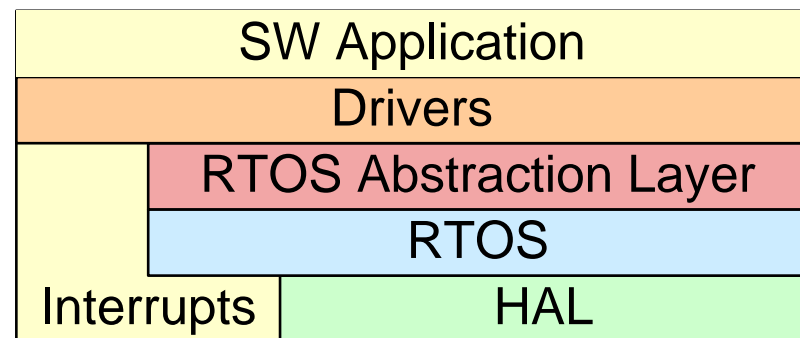 SW Application
Drivers
RTOS Abstraction Layer
RTOS
Interrupts
HAL